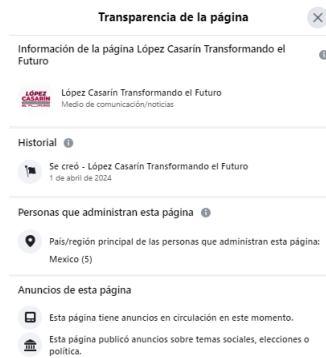 Transparencia de la página
Información de la página López Casarín Transformando el
Futuro
LÓPEZ
CASARÍN
López Casarín Transformando el Futuro
Medio de comunicación/noticias
Historial
Se creó - López Casarín Transformando el Futuro
1 de abril de 2024
Personas que administran esta página
País/región principal de las personas que administran esta página:
Mexico (5)
Anuncios de esta página
Esta página tiene anuncios en circulación en este momento.
Esta página publicó anuncios sobre temas sociales, elecciones o
política.